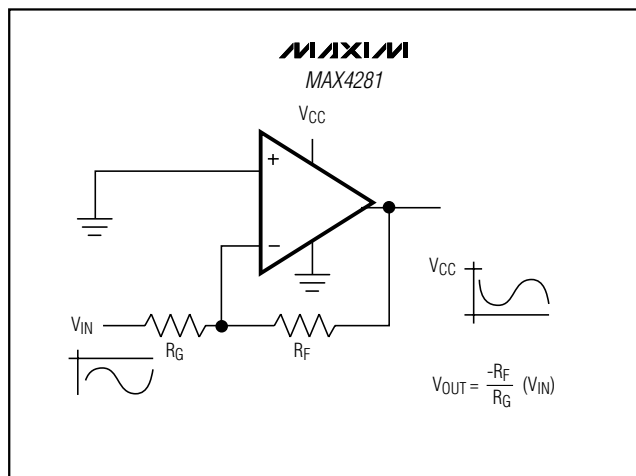 MAXIM
MAX4281
VCC
+
−
VCC
VIN
RG
RF
VOUT = -RF/RG (VIN)